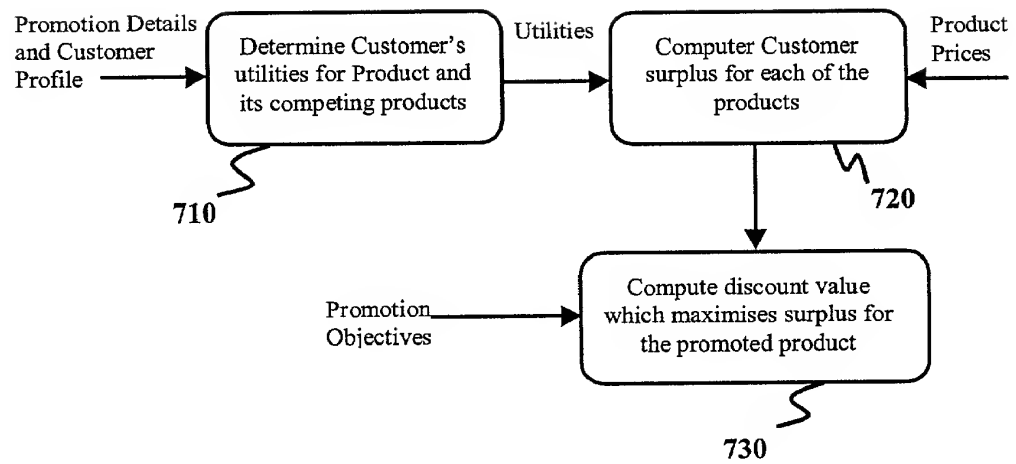 Promotion Details
and Customer
Profile
Determine Customer's
utilities for Product and
its competing products
Utilities
Computer Customer
surplus for each of the
products
Product
Prices
710
720
Promotion
Objectives
Compute discount value
which maximises surplus for
the promoted product
730